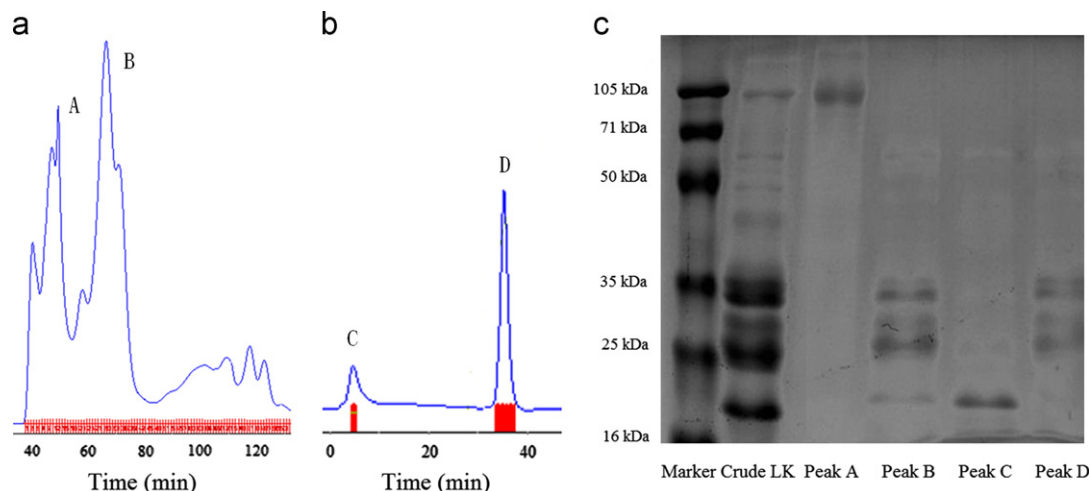 a
A
B
40 60 80 100 120
Time (min)
b
C
D
0 20 40
Time (min)
c
105 kDa
71 kDa
50 kDa
35 kDa
25 kDa
16 kDa
Marker Crude LK Peak A Peak B Peak C Peak D